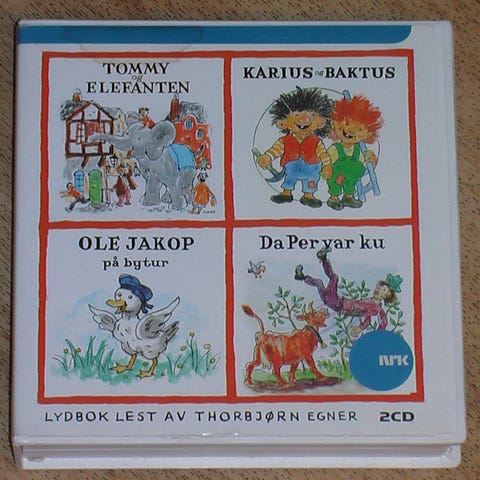 TOMMY
og
ELEFANTEN
KARIUS og BAKTUS
OLE JAKOP
på bytur
Da Per var ku
NRK
LYDBOK LEST AV THORBJØRN EGNER 2CD